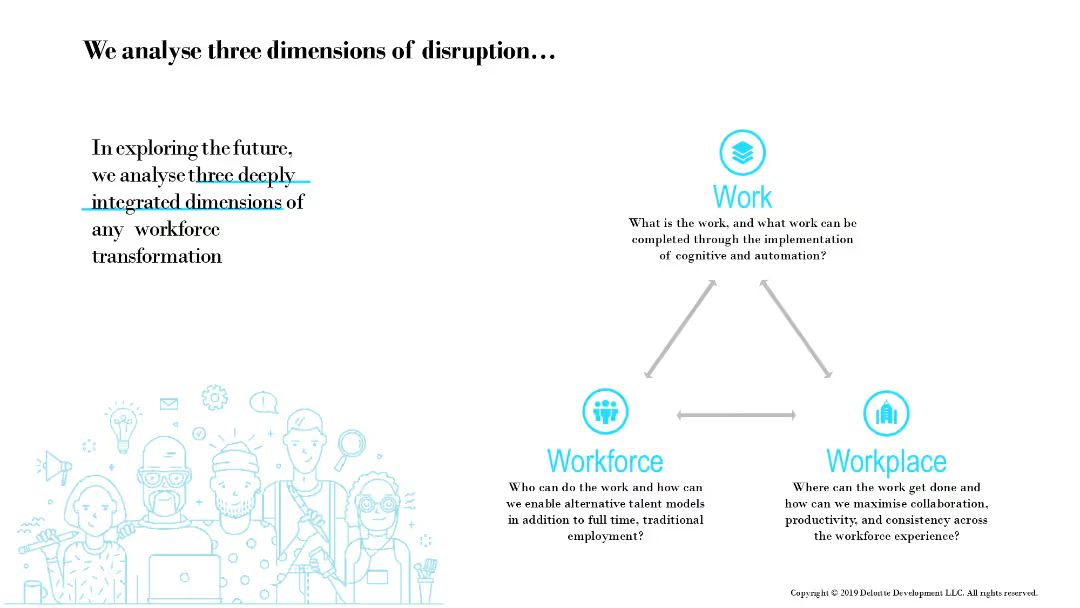 We analyse three dimensions of disruption…
In exploring the future,
we analyse three deeply
integrated dimensions of
any workforce
transformation
Work
What is the work, and what work can be
completed through the implementation
of cognitive and automation?
Workforce
Who can do the work and how can
we enable alternative talent models
in addition to full time, traditional
employment?
Workplace
Where can the work get done and
how can we maximise collaboration,
productivity, and consistency across
the workforce experience?
Copyright © 2019 Deloitte Development LLC. All rights reserved.